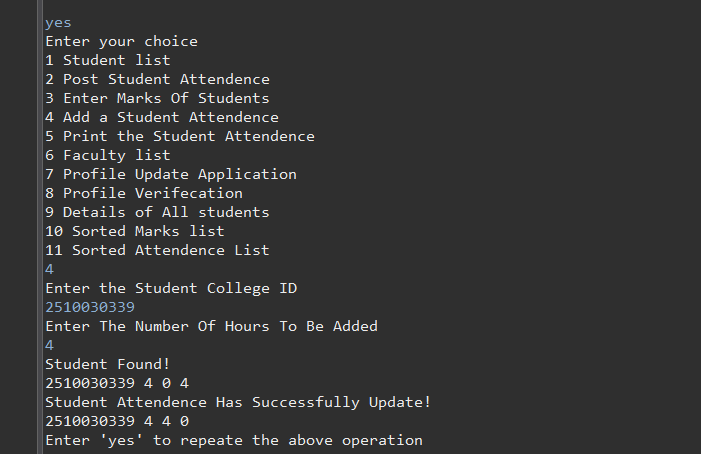 yes
Enter your choice
1 Student list
2 Post Student Attendence
3 Enter Marks Of Students
4 Add a Student Attendence
5 Print the Student Attendence
6 Faculty list
7 Profile Update Application
8 Profile Verifecation
9 Details of All students
10 Sorted Marks list
11 Sorted Attendence List
4
Enter the Student College ID
2510030339
Enter The Number Of Hours To Be Added
4
Student Found!
2510030339 4 0 4
Student Attendence Has Successfully Update!
2510030339 4 4 0
Enter 'yes' to repeate the above operation